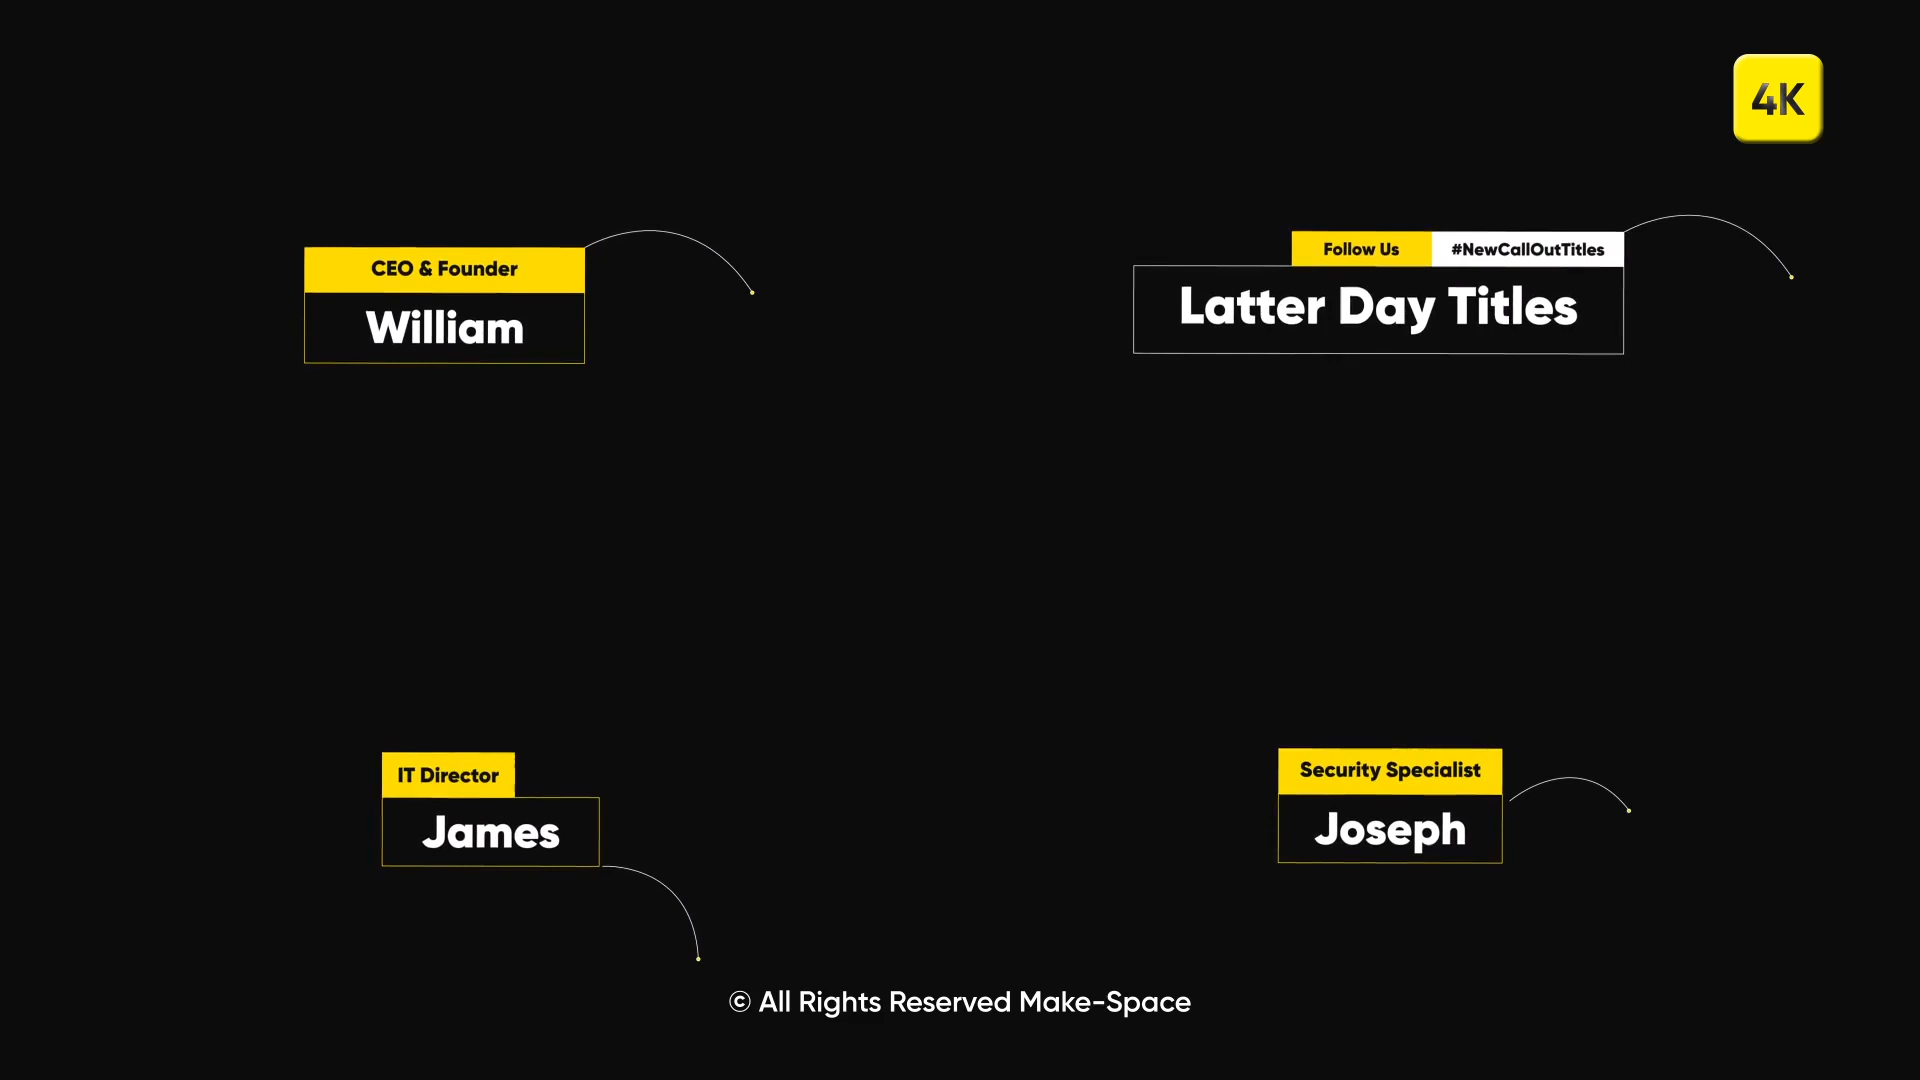 4K
CEO & Founder
William
Follow Us
#NewCallOutTitles
Latter Day Titles
IT Director
James
Security Specialist
Joseph
© All Rights Reserved Make-Space